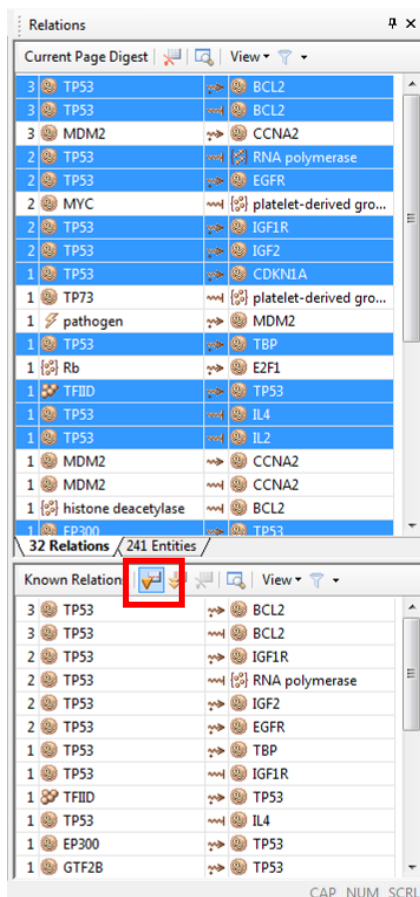 Relations
Current Page Digest View
3 TP53 BCL2
3 TP53 BCL2
3 MDM2 CCNA2
2 TP53 RNA polymerase
2 TP53 EGFR
2 MYC platelet-derived gro...
2 TP53 IGF1R
2 TP53 IGF2
1 TP53 CDKN1A
1 TP73 platelet-derived gro...
1 pathogen MDM2
1 TP53 TBP
1 Rb E2F1
1 TFIID TP53
1 TP53 IL4
1 TP53 IL2
1 MDM2 CCNA2
1 MDM2 CCNA2
1 histone deacetylase BCL2
1 EP300 TP53
32 Relations 241 Entities
Known Relation View
3 TP53 BCL2
3 TP53 BCL2
2 TP53 IGF1R
2 TP53 RNA polymerase
2 TP53 IGF2
2 TP53 EGFR
1 TP53 TBP
1 TP53 IGF1R
1 TFIID TP53
1 TP53 IL4
1 EP300 TP53
1 GTF2B TP53
CAP NUM SCRL